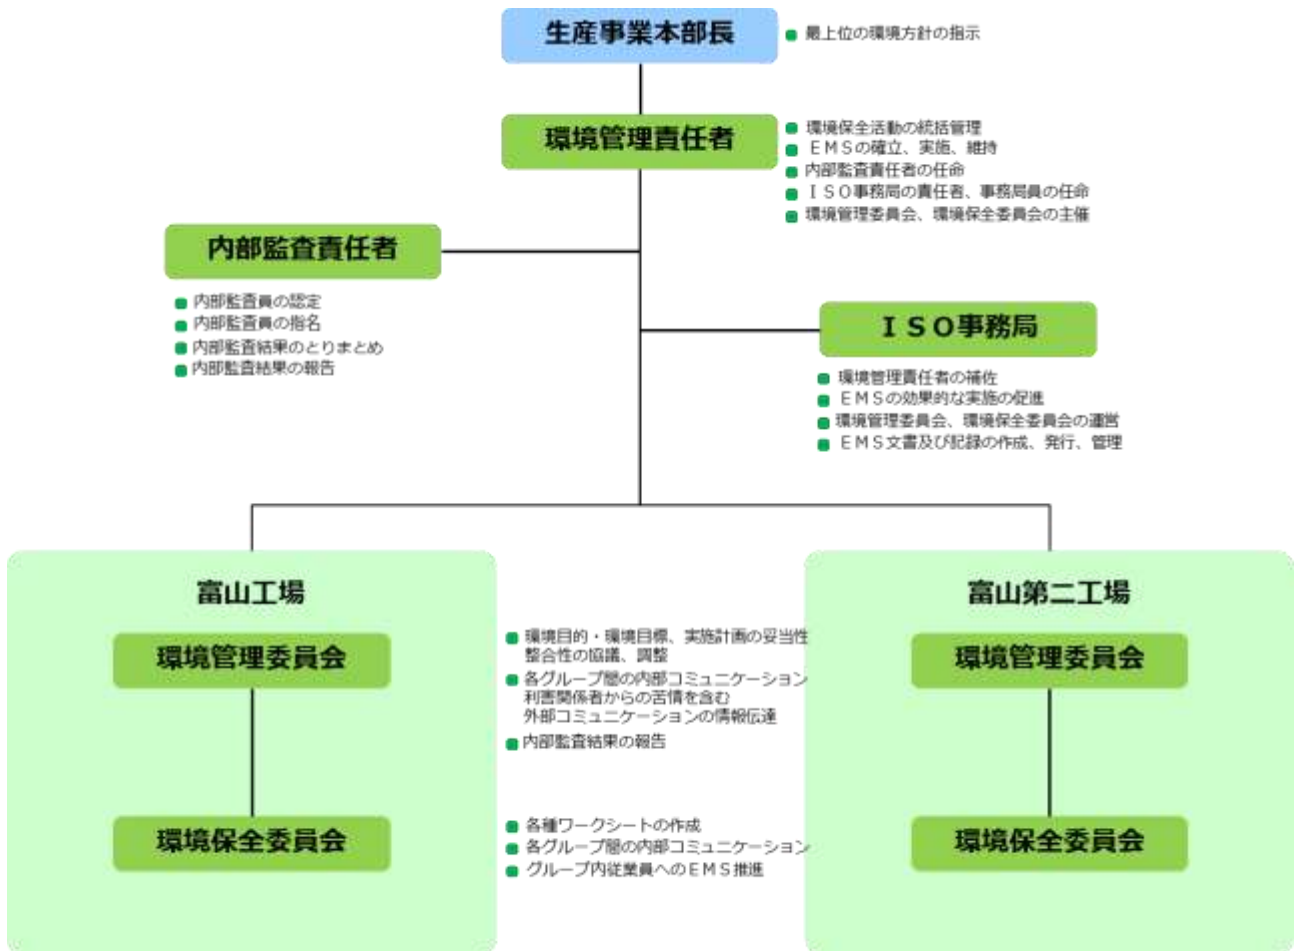 生産事業本部長
最上位の環境方針の指示
環境管理責任者
環境保全活動の統括管理
ＥＭＳの確立、実施、維持
内部監査責任者の任命
ＩＳＯ事務局の責任者、事務局員の任命
環境管理委員会、環境保全委員会の主催
内部監査責任者
内部監査員の認定
内部監査員の指名
内部監査結果のとりまとめ
内部監査結果の報告
ＩＳＯ事務局
環境管理責任者の補佐
ＥＭＳの効果的な実施の促進
環境管理委員会、環境保全委員会の運営
ＥＭＳ文書及び記録の作成、発行、管理
富山工場
環境管理委員会
環境保全委員会
環境目的・環境目標、実施計画の妥当性
整合性の協議、調整
各グループ間の内部コミュニケーション
利害関係者からの苦情を含む
外部コミュニケーションの情報伝達
内部監査結果の報告
各種ワークシートの作成
各グループ間の内部コミュニケーション
グループ内従業員へのＥＭＳ推進
富山第二工場
環境管理委員会
環境保全委員会